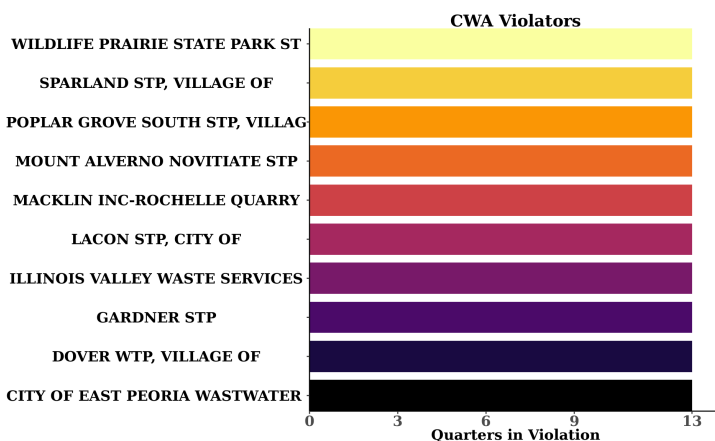 CWA Violators
WILDLIFE PRAIRIE STATE PARK ST
SPARLAND STP, VILLAGE OF
POPLAR GROVE SOUTH STP, VILLAG
MOUNT ALVERNO NOVITIATE STP
MACKLIN INC-ROCHELLE QUARRY
LACON STP, CITY OF
ILLINOIS VALLEY WASTE SERVICES
GARDNER STP
DOVER WTP, VILLAGE OF
CITY OF EAST PEORIA WASTWATER
0 3 6 9 13
Quarters in Violation